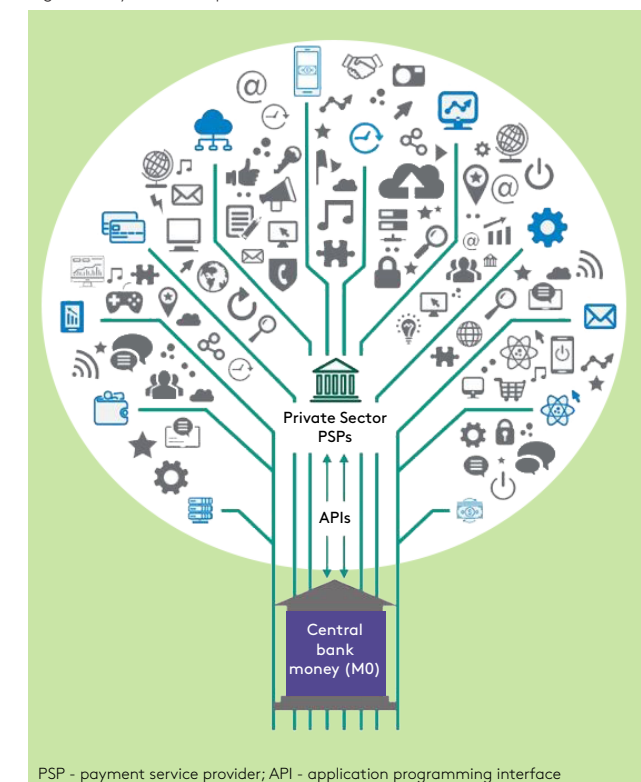 Private Sector
PSPs
APIs
Central
bank
money (M0)
PSP - payment service provider; API - application programming interface